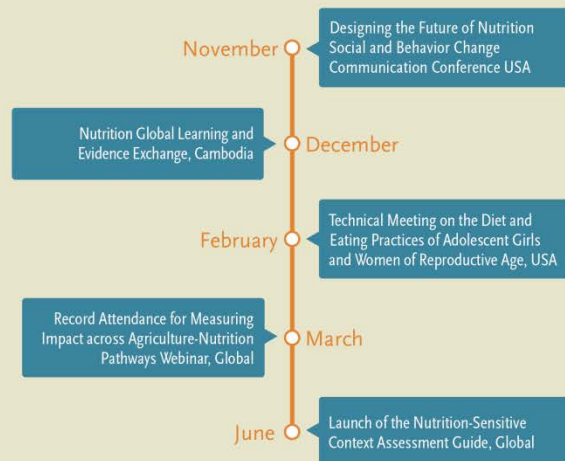 November
Designing the Future of Nutrition
Social and Behavior Change
Communication Conference USA
Nutrition Global Learning and
Evidence Exchange, Cambodia
December
February
Technical Meeting on the Diet and
Eating Practices of Adolescent Girls
and Women of Reproductive Age, USA
Record Attendance for Measuring
Impact across Agriculture-Nutrition
Pathways Webinar, Global
March
June
Launch of the Nutrition-Sensitive
Context Assessment Guide, Global